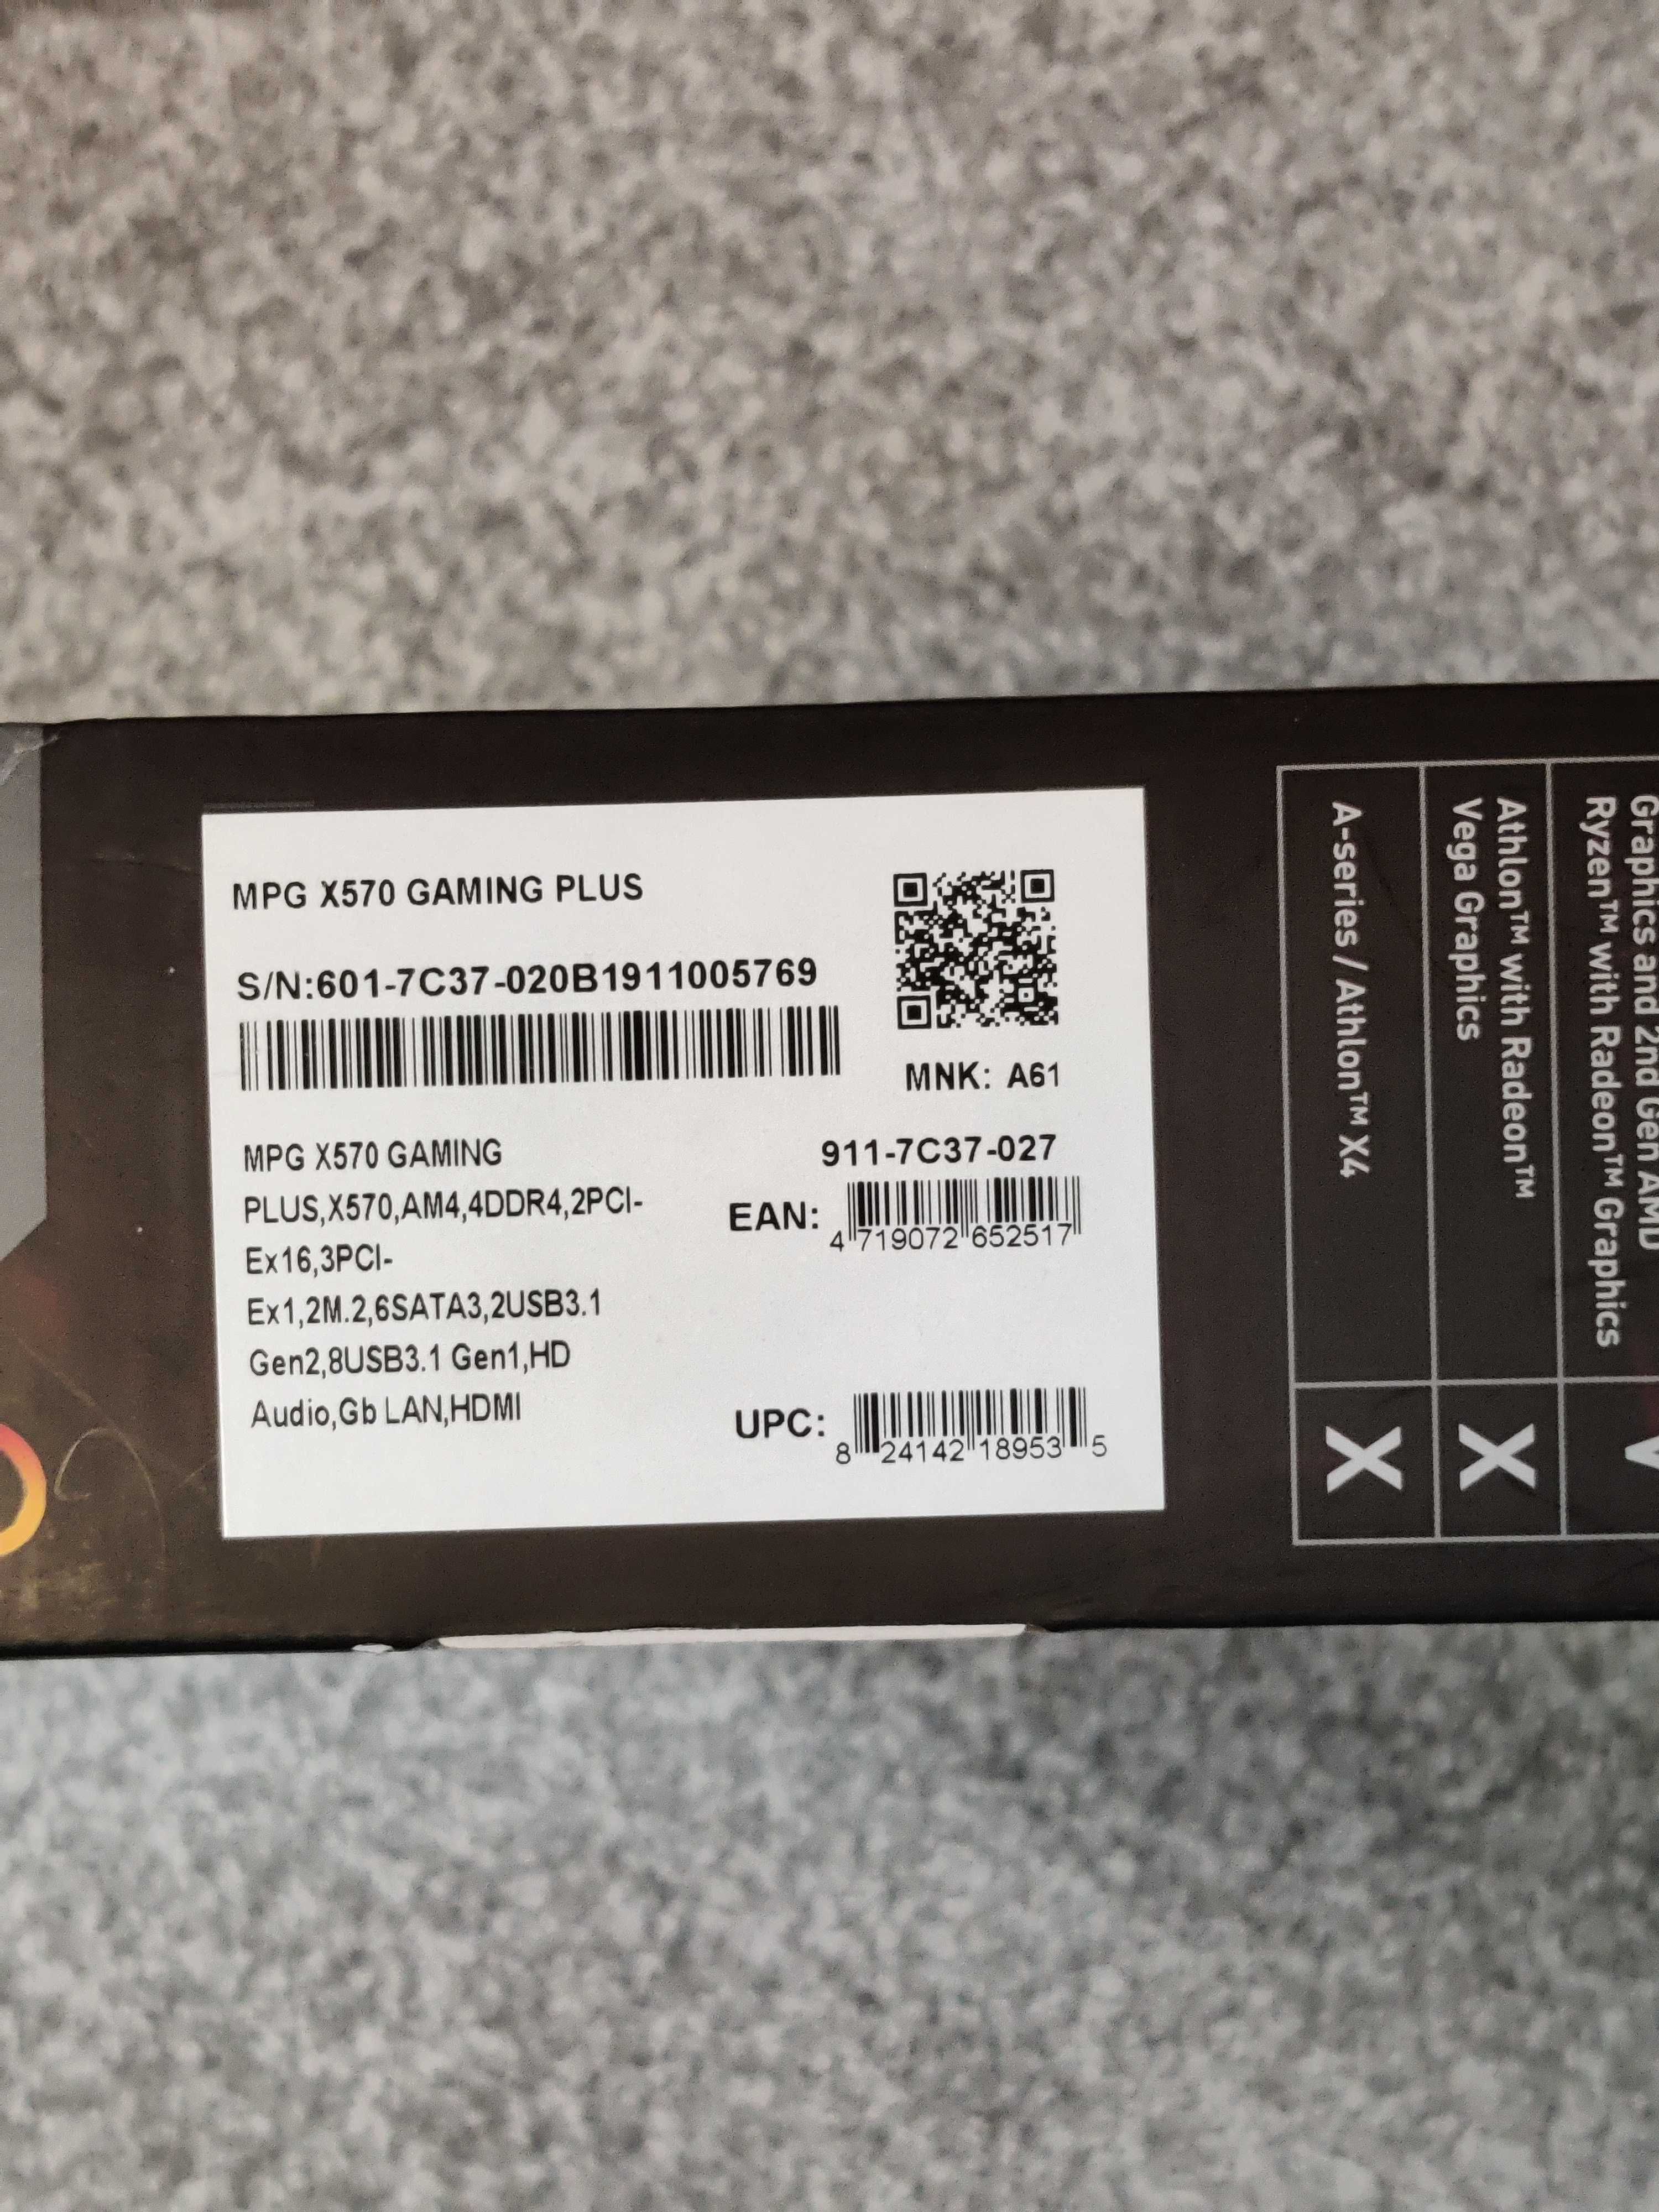 MPG X570 GAMING PLUS
S/N:601-7C37-020B1911005769
MNK: A61
MPG X570 GAMING
PLUS,X570,AM4,4DDR4,2PCI-
Ex16,3PCI-
Ex1,2M.2,6SATA3,2USB3.1
Gen2,8USB3.1 Gen1,HD
Audio,Gb LAN,HDMI
911-7C37-027
EAN:
4 719072 652517
UPC:
8 24142 18953 5
Graphics and 2nd Gen AMD
Ryzen™ with Radeon™ Graphics
Athlon™ with Radeon™
Vega Graphics
X
A-series / Athlon™ X4
X